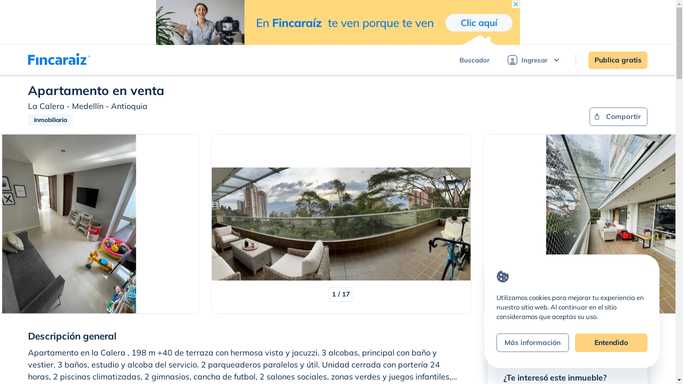 En Fincaraíz te ven porque te ven
Clic aquí
Fincaraiz
Buscador
Ingresar
Publica gratis
Apartamento en venta
La Calera - Medellín - Antioquia
Inmobiliaria
Compartir
1 / 17
Descripción general
Apartamento en la Calera , 198 m +40 de terraza con hermosa vista y jacuzzi. 3 alcobas, principal con baño y
vestier, 3 baños, estudio y alcoba del servicio. 2 parqueaderos paralelos y útil. Unidad cerrada con portería 24
horas, 2 piscinas climatizadas, 2 gimnasios, cancha de futbol, 2 salones sociales, zonas verdes y juegos infantiles,...
Utilizamos cookies para mejorar tu experiencia en
nuestro sitio web. Al continuar en el sitio
consideramos que aceptas su uso.
Más información
Entendido
¿Te interesó este inmueble?